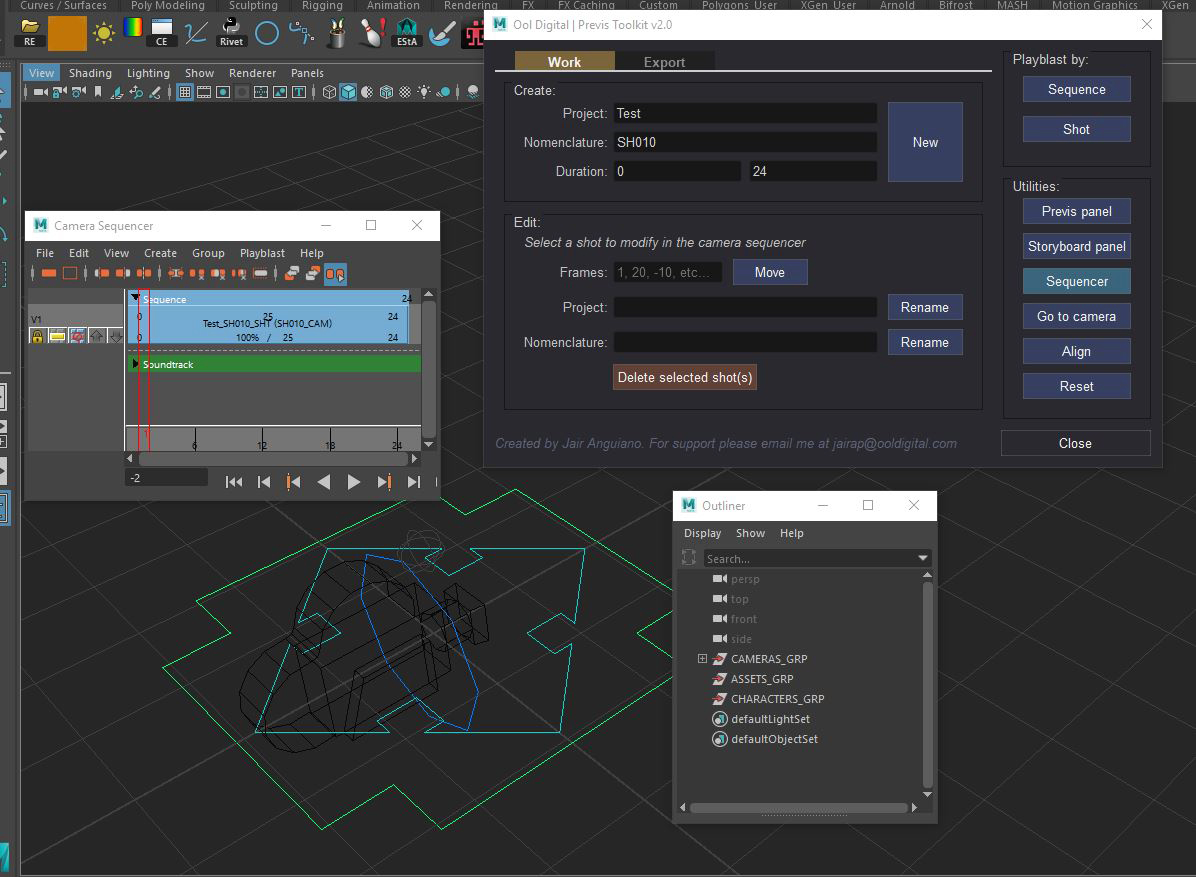 Curves / Surfaces Poly Modeling Sculpting Rigging Animation Rendering FX FX Caching Custom Polygons_User XGen_User Arnold Bifrost MASH Motion Graphics XGen
RE CE Rivet EStA
View Shading Lighting Show Renderer Panels
Ool Digital | Previs Toolkit v2.0
Work Export
Create:
Project: Test
Nomenclature: SH010
Duration: 0 24
New
Edit:
Select a shot to modify in the camera sequencer
Frames: 1, 20, -10, etc... Move
Project: Rename
Nomenclature: Rename
Delete selected shot(s)
Created by Jair Anguiano. For support please email me at jairap@ooldigital.com
Playblast by:
Sequence
Shot
Utilities:
Previs panel
Storyboard panel
Sequencer
Go to camera
Align
Reset
Close
Camera Sequencer
File Edit View Create Group Playblast Help
Sequence 24
0 25 24
V1
Test_SH010_SHT (SH010_CAM)
0 100% / 25 24
Soundtrack
1 6 12 18 24
-2
Outliner
Display Show Help
Search...
persp
top
front
side
CAMERAS_GRP
ASSETS_GRP
CHARACTERS_GRP
defaultLightSet
defaultObjectSet